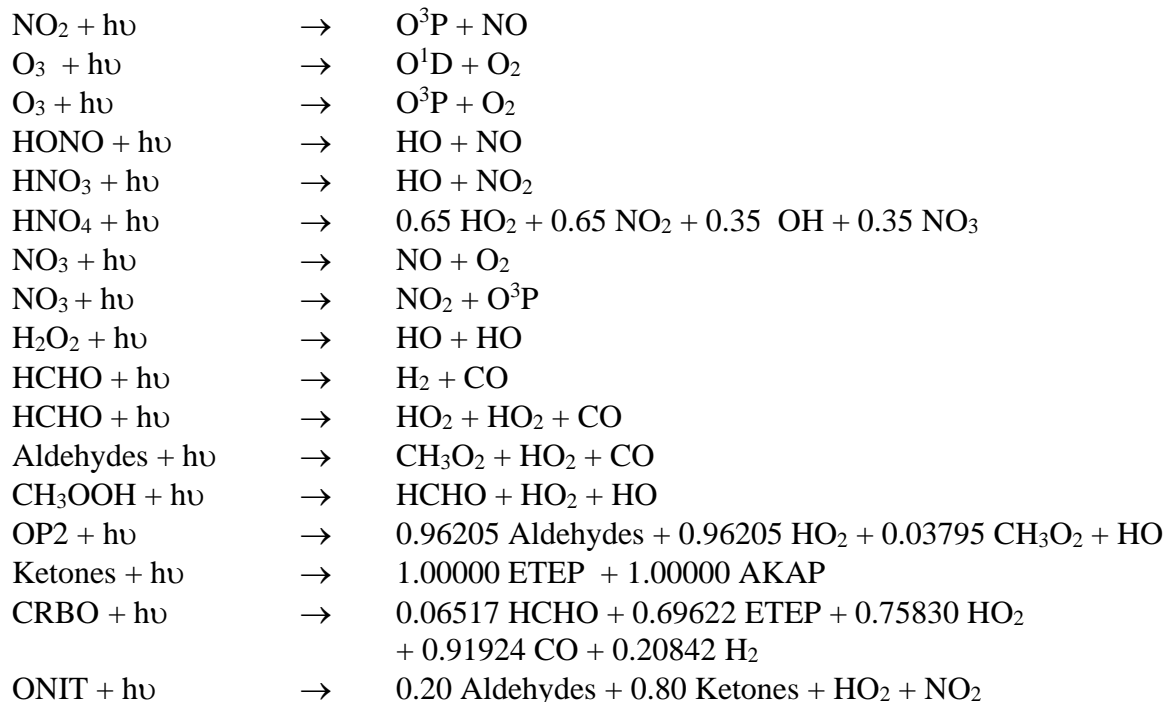 NO₂ + hυ → O³P + NO
O₃ + hυ → O¹D + O₂
O₃ + hυ → O³P + O₂
HONO + hυ → HO + NO
HNO₃ + hυ → HO + NO₂
HNO₄ + hυ → 0.65 HO₂ + 0.65 NO₂ + 0.35 OH + 0.35 NO₃
NO₃ + hυ → NO + O₂
NO₃ + hυ → NO₂ + O³P
H₂O₂ + hυ → HO + HO
HCHO + hυ → H₂ + CO
HCHO + hυ → HO₂ + HO₂ + CO
Aldehydes + hυ → CH₃O₂ + HO₂ + CO
CH₃OOH + hυ → HCHO + HO₂ + HO
OP2 + hυ → 0.96205 Aldehydes + 0.96205 HO₂ + 0.03795 CH₃O₂ + HO
Ketones + hυ → 1.00000 ETEP + 1.00000 AKAP
CRBO + hυ → 0.06517 HCHO + 0.69622 ETEP + 0.75830 HO₂
+ 0.91924 CO + 0.20842 H₂
ONIT + hυ → 0.20 Aldehydes + 0.80 Ketones + HO₂ + NO₂